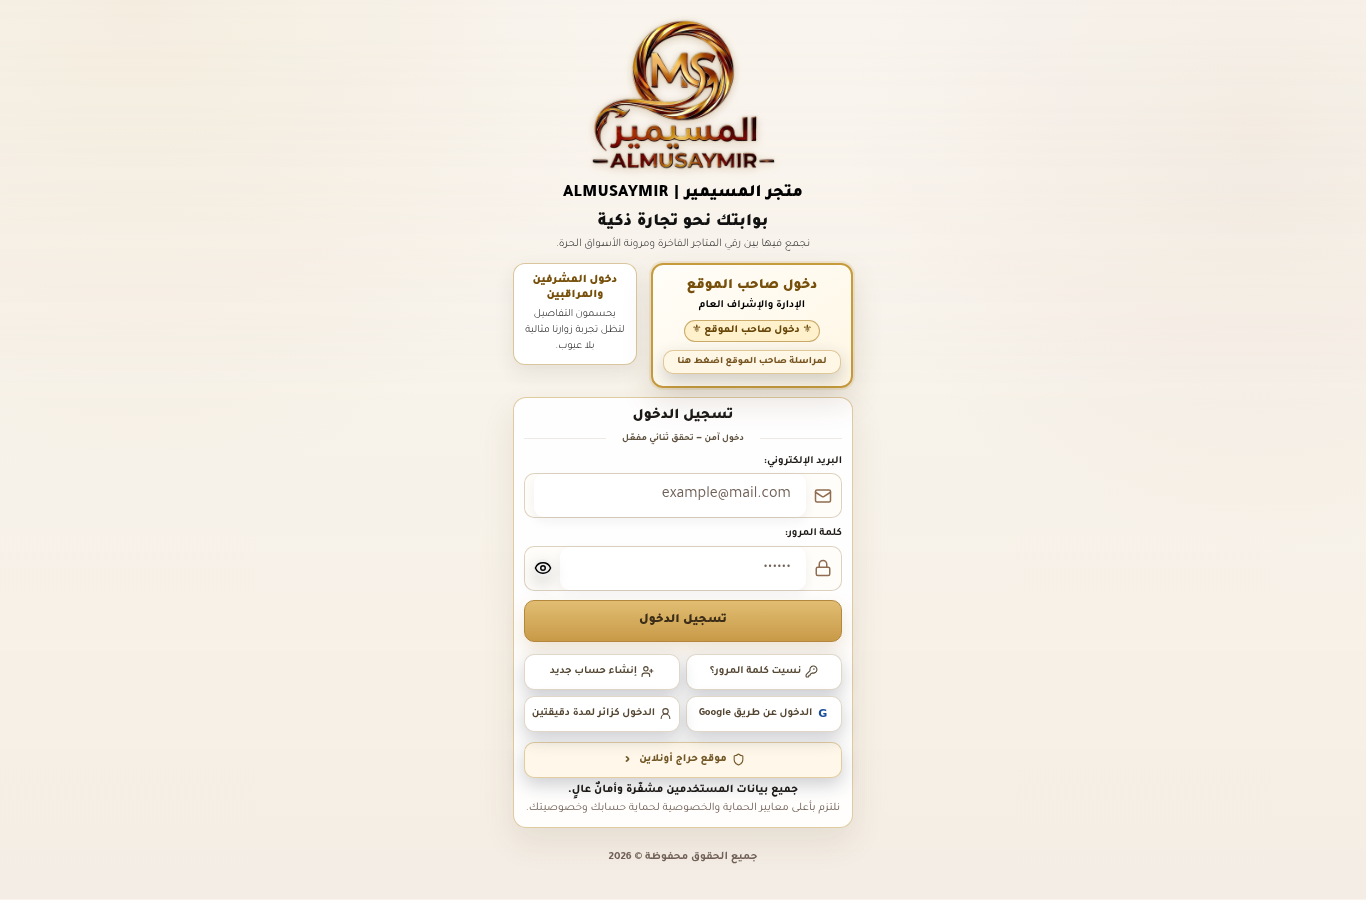 MS
المسيمير
ALMUSAYMIR
متجر المسيمير | ALMUSAYMIR
بوابتك نحو تجارة ذكية
نجمع فيها بين رقي المتاجر الفاخرة ومرونة الأسواق الحرة.
دخول صاحب الموقع
الإدارة والإشراف العام
⚜ دخول صاحب الموقع ⚜
لمراسلة صاحب الموقع اضغط هنا
دخول المشرفين
والمراقبين
يحسمون التفاصيل
لتظل تجربة زوارنا مثالية
بلا عيوب.
تسجيل الدخول
دخول آمن – تحقق ثنائي مفعّل
البريد الإلكتروني:
example@mail.com
كلمة المرور:
••••••
تسجيل الدخول
نسيت كلمة المرور؟
إنشاء حساب جديد
G الدخول عن طريق Google
الدخول كزائر لمدة دقيقتين
موقع حراج أونلاين ›
جميع بيانات المستخدمين مشفّرة وأمانٌ عالٍ.
نلتزم بأعلى معايير الحماية والخصوصية لحماية حسابك وخصوصيتك.
جميع الحقوق محفوظة © 2026